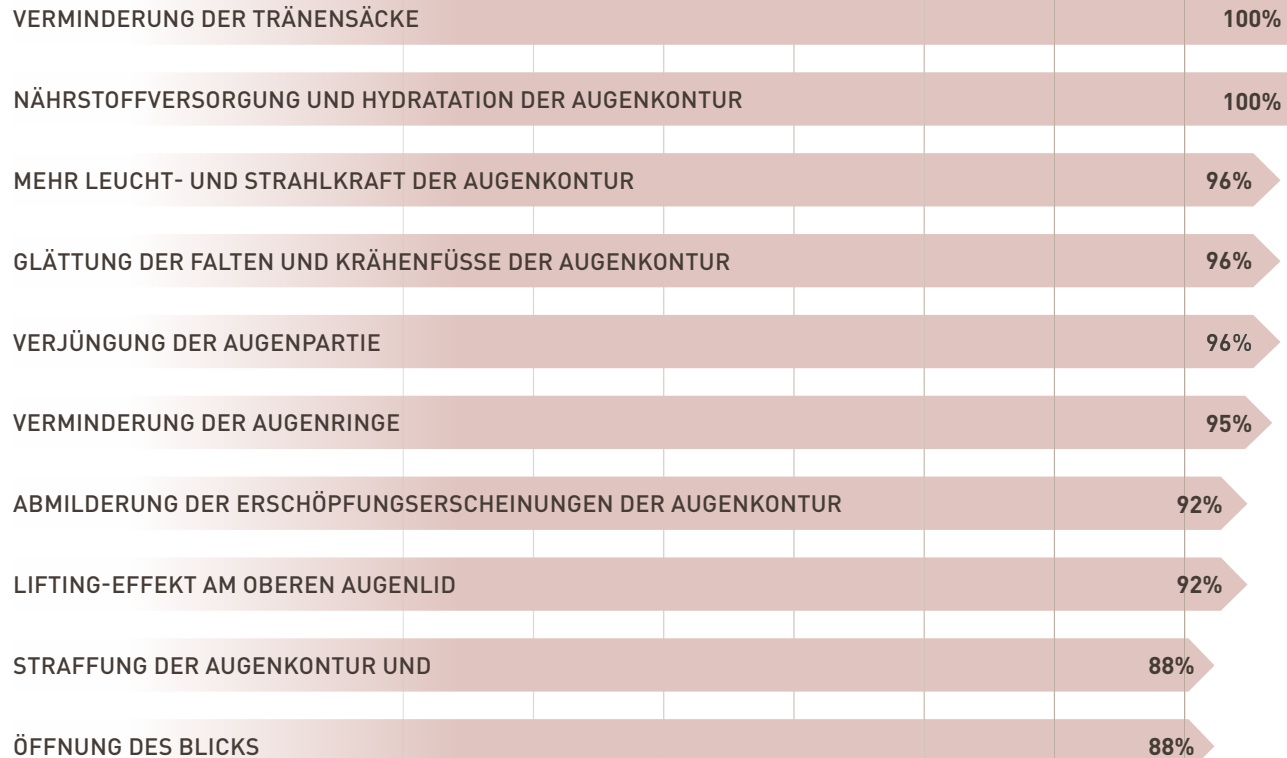 VERMINDERUNG DER TRÄNENSÄCKE 100%
NÄHRSTOFFVERSORGUNG UND HYDRATATION DER AUGENKONTUR 100%
MEHR LEUCHT- UND STRAHLKRAFT DER AUGENKONTUR 96%
GLÄTTUNG DER FALTEN UND KRÄHENFÜSSE DER AUGENKONTUR 96%
VERJÜNGUNG DER AUGENPARTIE 96%
VERMINDERUNG DER AUGENRINGE 95%
ABMILDERUNG DER ERSCHÖPFUNGSERSCHEINUNGEN DER AUGENKONTUR 92%
LIFTING-EFFEKT AM OBEREN AUGENLID 92%
STRAFFUNG DER AUGENKONTUR UND 88%
ÖFFNUNG DES BLICKS 88%